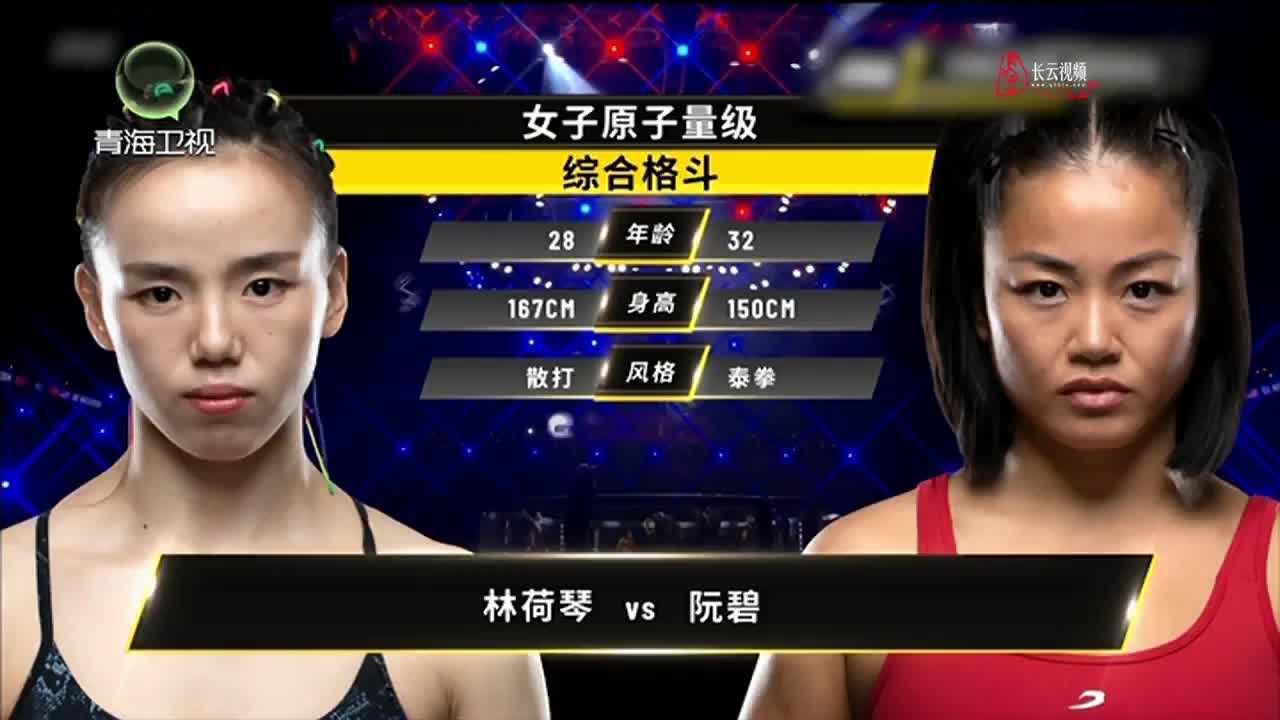 青海卫视
长云视频
女子原子量级
综合格斗
28 年龄 32
167CM 身高 150CM
散打 风格 泰拳
林荷琴 vs 阮碧